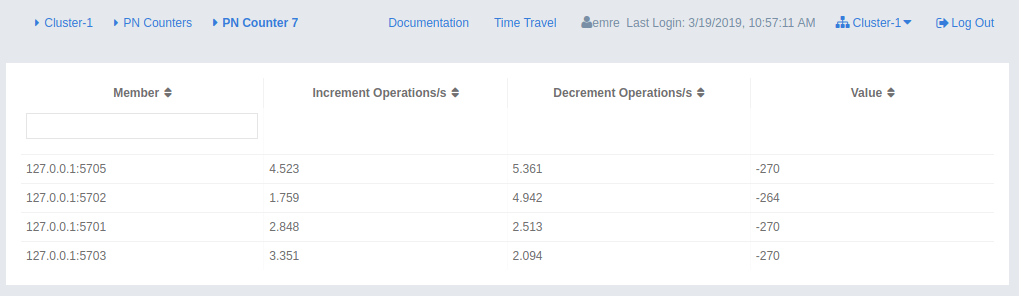 Cluster-1 PN Counters PN Counter 7 Documentation Time Travel emre Last Login: 3/19/2019, 10:57:11 AM Cluster-1 Log Out
Member Increment Operations/s Decrement Operations/s Value
127.0.0.1:5705 4.523 5.361 -270
127.0.0.1:5702 1.759 4.942 -264
127.0.0.1:5701 2.848 2.513 -270
127.0.0.1:5703 3.351 2.094 -270